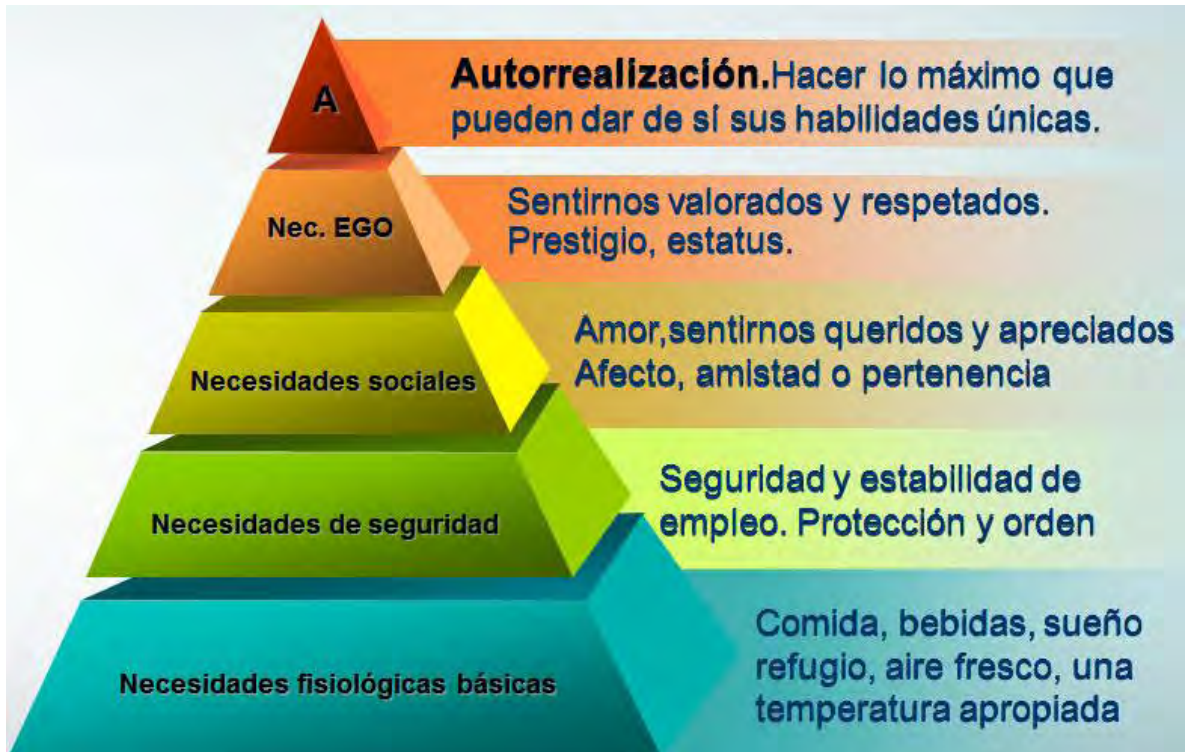 A
Autorrealización.Hacer lo máximo que
pueden dar de sí sus habilidades únicas.
Nec. EGO
Sentirnos valorados y respetados.
Prestigio, estatus.
Necesidades sociales
Amor,sentirnos queridos y apreciados
Afecto, amistad o pertenencia
Necesidades de seguridad
Seguridad y estabilidad de
empleo. Protección y orden
Necesidades fisiológicas básicas
Comida, bebidas, sueño
refugio, aire fresco, una
temperatura apropiada